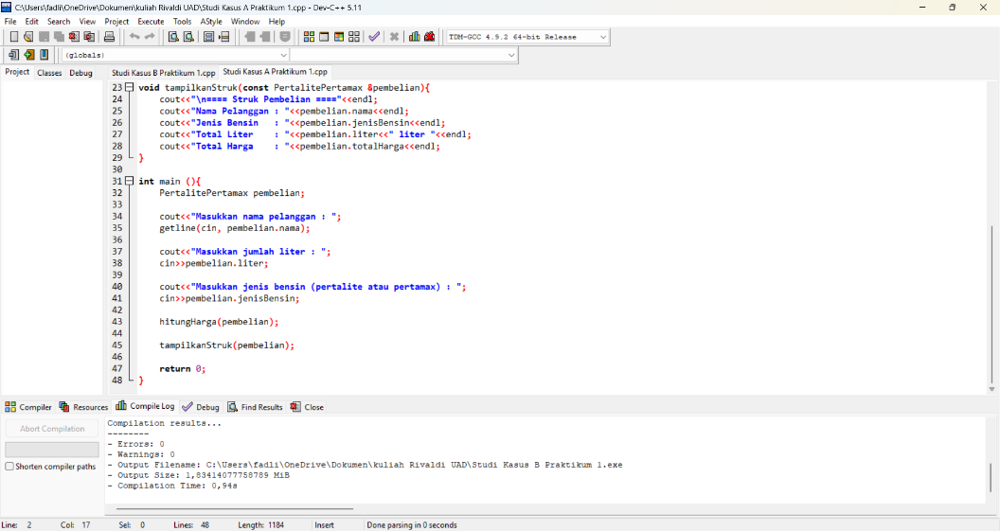 C:\Users\fadli\OneDrive\Dokumen\kuliah Rivaldi UAD\Studi Kasus A Praktikum 1.cpp - Dev-C++ 5.11
File Edit Search View Project Execute Tools AStyle Window Help
TDM-GCC 4.9.2 64-bit Release
(globals)
Project Classes Debug Studi Kasus B Praktikum 1.cpp Studi Kasus A Praktikum 1.cpp
23 void tampilkanStruk(const PertalitePertamax &pembelian){
24 cout<<"\n==== Struk Pembelian ===="<<endl;
25 cout<<"Nama Pelanggan : "<<pembelian.nama<<endl;
26 cout<<"Jenis Bensin   : "<<pembelian.jenisBensin<<endl;
27 cout<<"Total Liter    : "<<pembelian.liter<<" liter "<<endl;
28 cout<<"Total Harga    : "<<pembelian.totalHarga<<endl;
29 }
30
31 int main (){
32 PertalitePertamax pembelian;
33
34 cout<<"Masukkan nama pelanggan : ";
35 getline(cin, pembelian.nama);
36
37 cout<<"Masukkan jumlah liter : ";
38 cin>>pembelian.liter;
39
40 cout<<"Masukkan jenis bensin (pertalite atau pertamax) : ";
41 cin>>pembelian.jenisBensin;
42
43 hitungHarga(pembelian);
44
45 tampilkanStruk(pembelian);
46
47 return 0;
48 }
Compiler Resources Compile Log Debug Find Results Close
Abort Compilation
Shorten compiler paths
Compilation results...
--------
- Errors: 0
- Warnings: 0
- Output Filename: C:\Users\fadli\OneDrive\Dokumen\kuliah Rivaldi UAD\Studi Kasus B Praktikum 1.exe
- Output Size: 1,83414077758789 MiB
- Compilation Time: 0,94s
Line: 2 Col: 17 Sel: 0 Lines: 48 Length: 1184 Insert Done parsing in 0 seconds